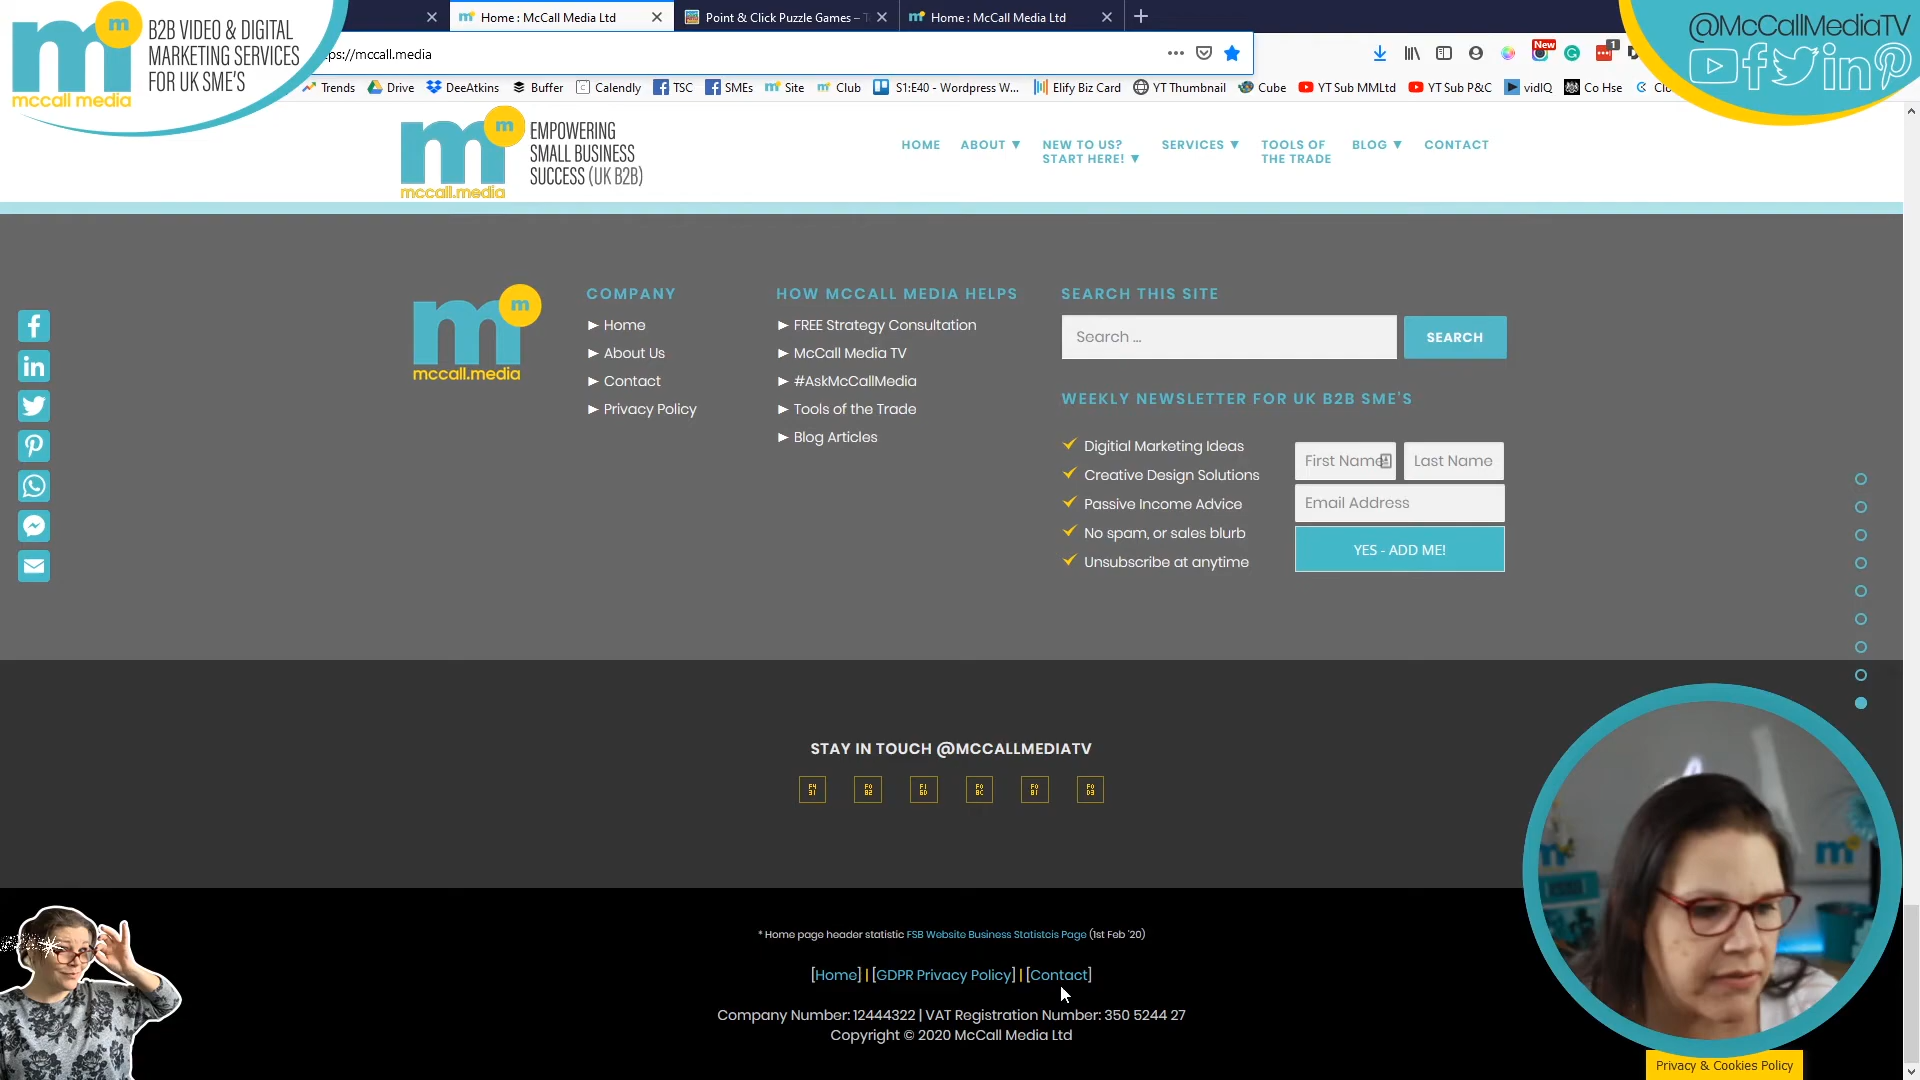 m
m
mccall media
B2B VIDEO & DIGITAL
MARKETING SERVICES
FOR UK SME'S
Home : McCall Media Ltd
Point & Click Puzzle Games –
Home : McCall Media Ltd
@McCallMediaTV
ps://mccall.media
New
1
Trends
Drive
DeeAtkins
Buffer
Calendly
TSC
SMEs
Site
Club
S1:E40 - Wordpress W...
Elify Biz Card
YT Thumbnail
Cube
YT Sub MMLtd
YT Sub P&C
vidIQ
Co Hse
m
m
mccall.media
EMPOWERING
SMALL BUSINESS
SUCCESS (UK B2B)
HOME
ABOUT ▼
NEW TO US?
START HERE! ▼
SERVICES ▼
TOOLS OF
THE TRADE
BLOG ▼
CONTACT
m
m
mccall.media
COMPANY
► Home
► About Us
► Contact
► Privacy Policy
HOW MCCALL MEDIA HELPS
► FREE Strategy Consultation
► McCall Media TV
► #AskMcCallMedia
► Tools of the Trade
► Blog Articles
SEARCH THIS SITE
Search ...
SEARCH
WEEKLY NEWSLETTER FOR UK B2B SME'S
Digitial Marketing Ideas
Creative Design Solutions
Passive Income Advice
No spam, or sales blurb
Unsubscribe at anytime
First Name
Last Name
Email Address
YES - ADD ME!
STAY IN TOUCH @MCCALLMEDIATV
* Home page header statistic FSB Website Business Statistcis Page (1st Feb '20)
[Home] | [GDPR Privacy Policy] | [Contact]
Company Number: 12444322 | VAT Registration Number: 350 5244 27
Copyright © 2020 McCall Media Ltd
Privacy & Cookies Policy